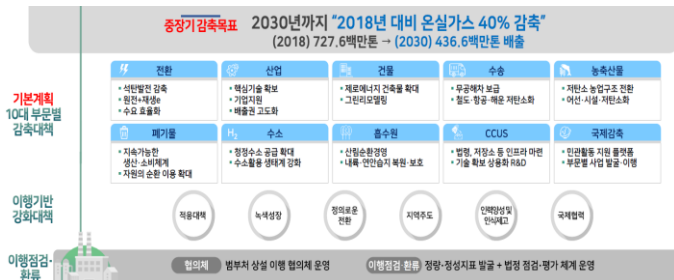 중장기 감축목표 2030년까지 "2018년 대비 온실가스 40% 감축"
(2018) 727.6백만톤 → (2030) 436.6백만톤 배출
기본계획
10대 부문별
감축대책
전환
• 석탄발전 감축
• 원전+재생e
• 수요 효율화
산업
• 핵심기술 확보
• 기업지원
• 배출권 고도화
건물
• 제로에너지 건축물 확대
• 그린리모델링
수송
• 무공해차 보급
• 철도·항공·해운 저탄소화
농축산물
• 저탄소 농업구조 전환
• 어선·시설·저탄소화
폐기물
• 지속가능한
생산·소비체계
• 자원의 순환 이용 확대
H₂ 수소
• 청정수소 공급 확대
• 수소활용 생태계 강화
흡수원
• 산림순환경영
• 내륙·연안습지 복원·보호
CCUS
• 법령, 저장소 등 인프라 마련
• 기술 확보 상용화 R&D
국제감축
• 민관활동 지원 플랫폼
• 부문별 사업 발굴·이행
이행기반
강화대책
적응대책
녹색성장
정의로운
전환
지역주도
인력양성 및
인식제고
국제협력
이행점검·
환류
협의체 범부처 상설 이행 협의체 운영
이행점검·환류 정량·정성지표 발굴 + 법정 점검·평가 체계 운영